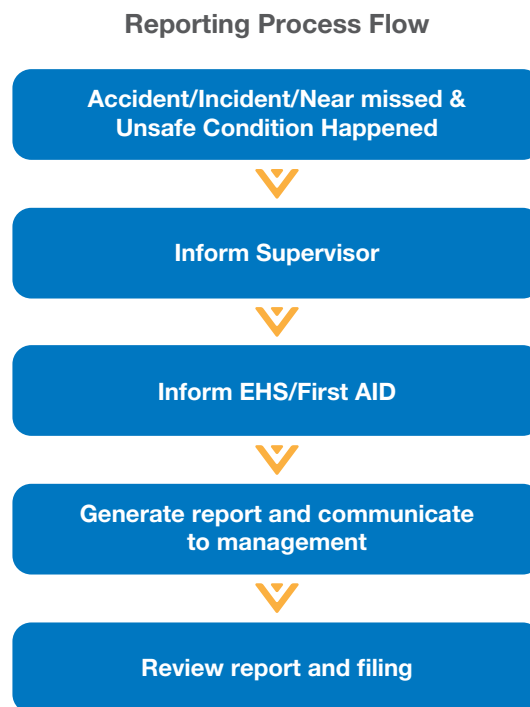 Reporting Process Flow
Accident/Incident/Near missed &
Unsafe Condition Happened
Inform Supervisor
Inform EHS/First AID
Generate report and communicate
to management
Review report and filing